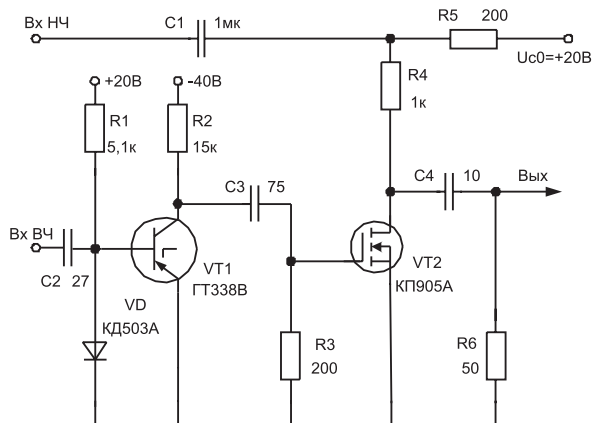 Вх НЧ
C1
1мк
R5 200
Uc0=+20В
+20В
-40В
R4
1к
R1
5,1к
R2
15к
C3 75
C4 10
Вых
Вх ВЧ
C2 27
VT1
ГТ338В
VT2
КП905А
VD
КД503А
R3
200
R6
50